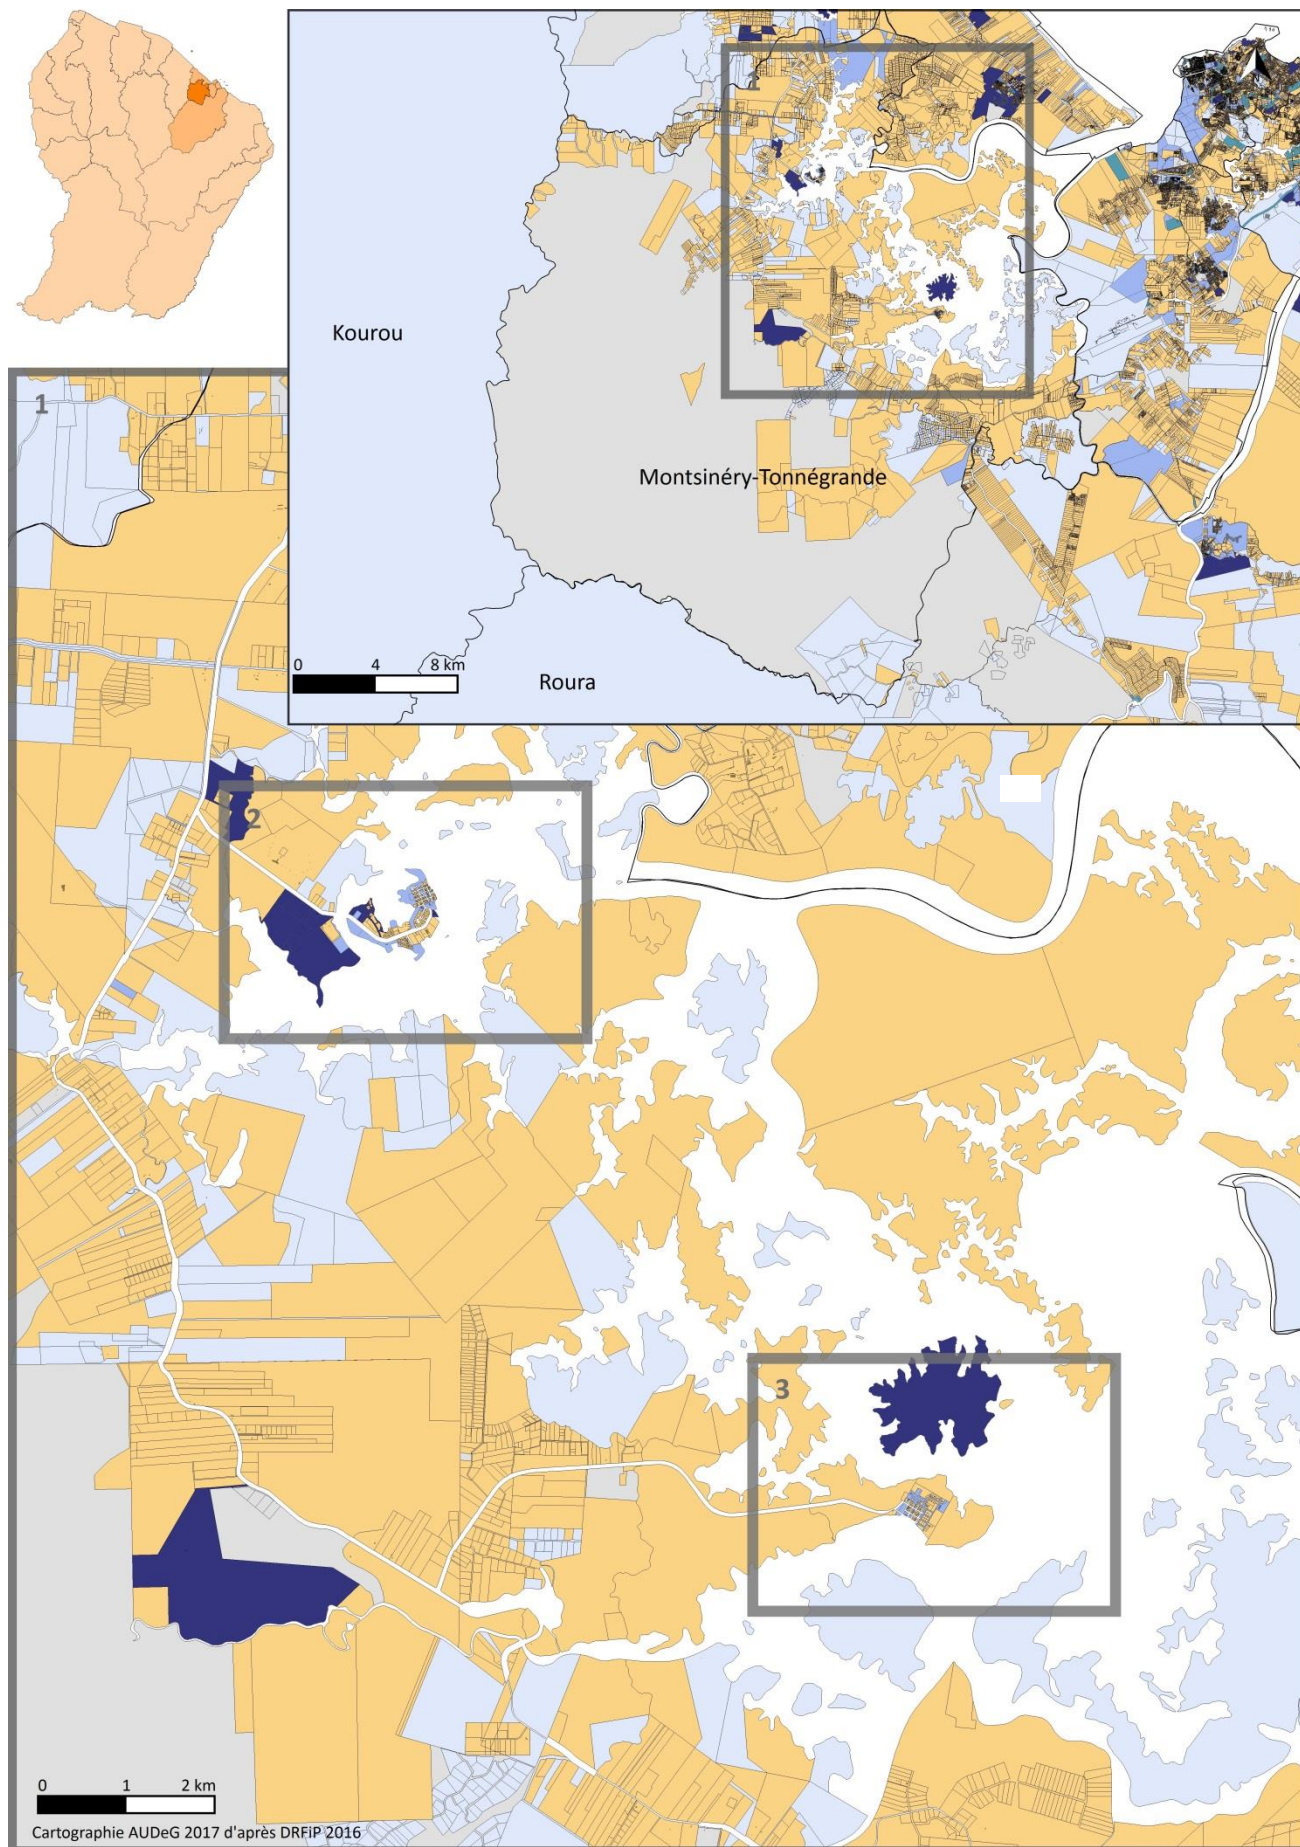 1
Kourou
Montsinéry-Tonnégrande
0 4 8 km
Roura
1
2
3
0 1 2 km
Cartographie AUDeG 2017 d'après DRFiP 2016